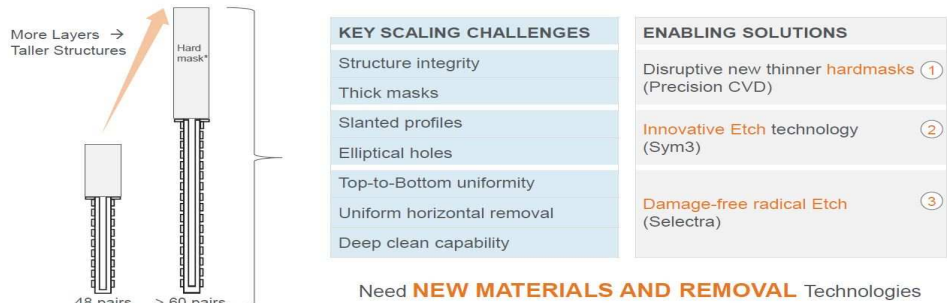 More Layers →
Taller Structures
Hard
mask*
48 pairs
> 60 pairs
KEY SCALING CHALLENGES
Structure integrity
Thick masks
Slanted profiles
Elliptical holes
Top-to-Bottom uniformity
Uniform horizontal removal
Deep clean capability
ENABLING SOLUTIONS
Disruptive new thinner hardmasks 1
(Precision CVD)
Innovative Etch technology 2
(Sym3)
Damage-free radical Etch 3
(Selectra)
Need NEW MATERIALS AND REMOVAL Technologies